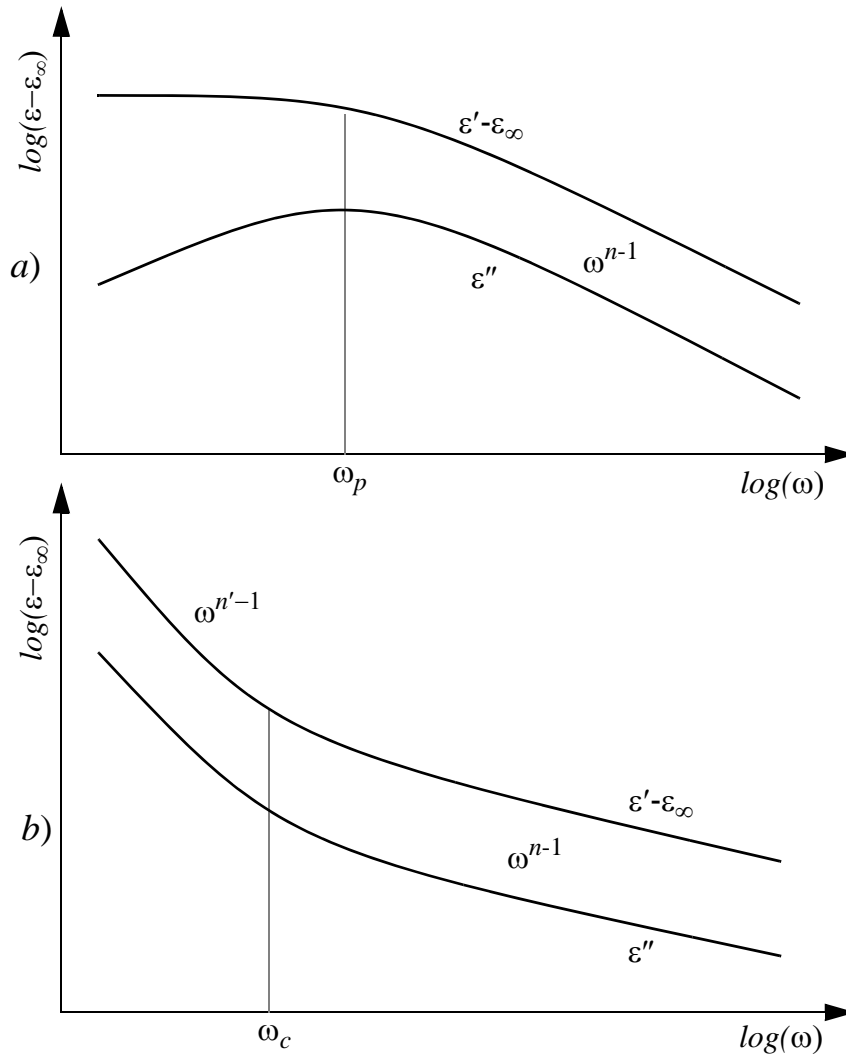 log(ε−ε∞)
ε′-ε∞
a)
ωⁿ⁻¹
ε″
ωp
log(ω)
log(ε−ε∞)
ωⁿ′⁻¹
ε′-ε∞
b)
ωⁿ⁻¹
ε″
ωc
log(ω)